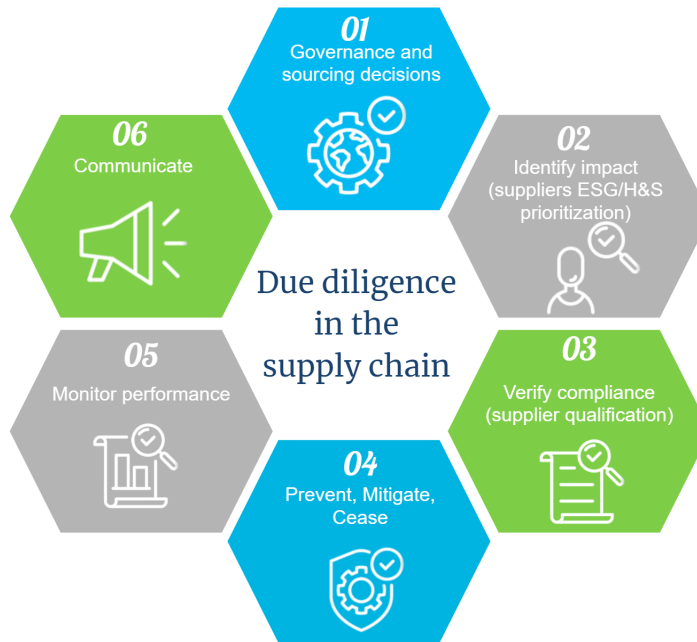 01
Governance and
sourcing decisions
02
Identify impact
(suppliers ESG/H&S
prioritization)
03
Verify compliance
(supplier qualification)
04
Prevent, Mitigate,
Cease
05
Monitor performance
06
Communicate
Due diligence
in the
supply chain